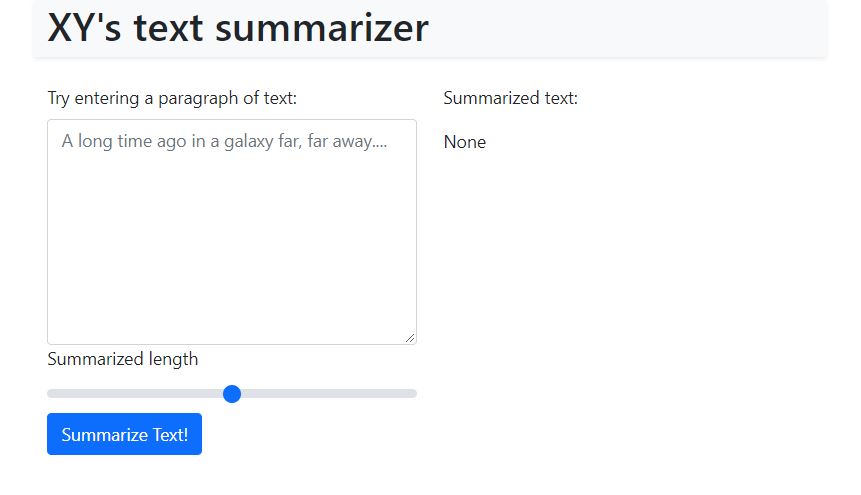 XY's text summarizer
Try entering a paragraph of text:
A long time ago in a galaxy far, far away....
Summarized length
Summarize Text!
Summarized text:
None